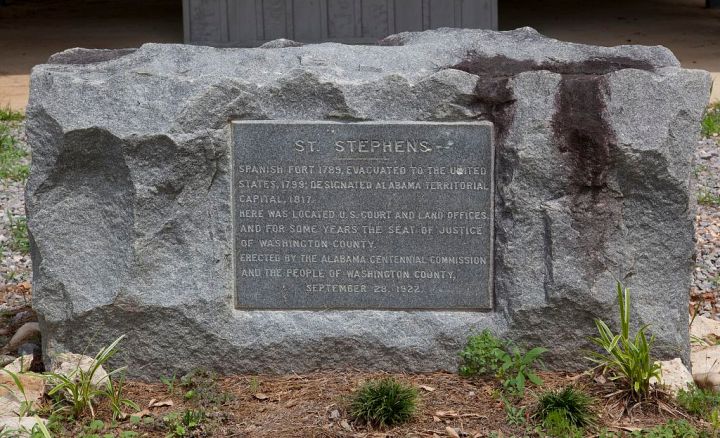 ST. STEPHENS
SPANISH FORT 1789, EVACUATED TO THE UNITED
STATES, 1799; DESIGNATED ALABAMA TERRITORIAL
CAPITAL, 1817.
HERE WAS LOCATED U.S. COURT AND LAND OFFICES,
AND FOR SOME YEARS THE SEAT OF JUSTICE
OF WASHINGTON COUNTY.
ERECTED BY THE ALABAMA CENTENNIAL COMMISSION
AND THE PEOPLE OF WASHINGTON COUNTY,
SEPTEMBER 28, 1922.